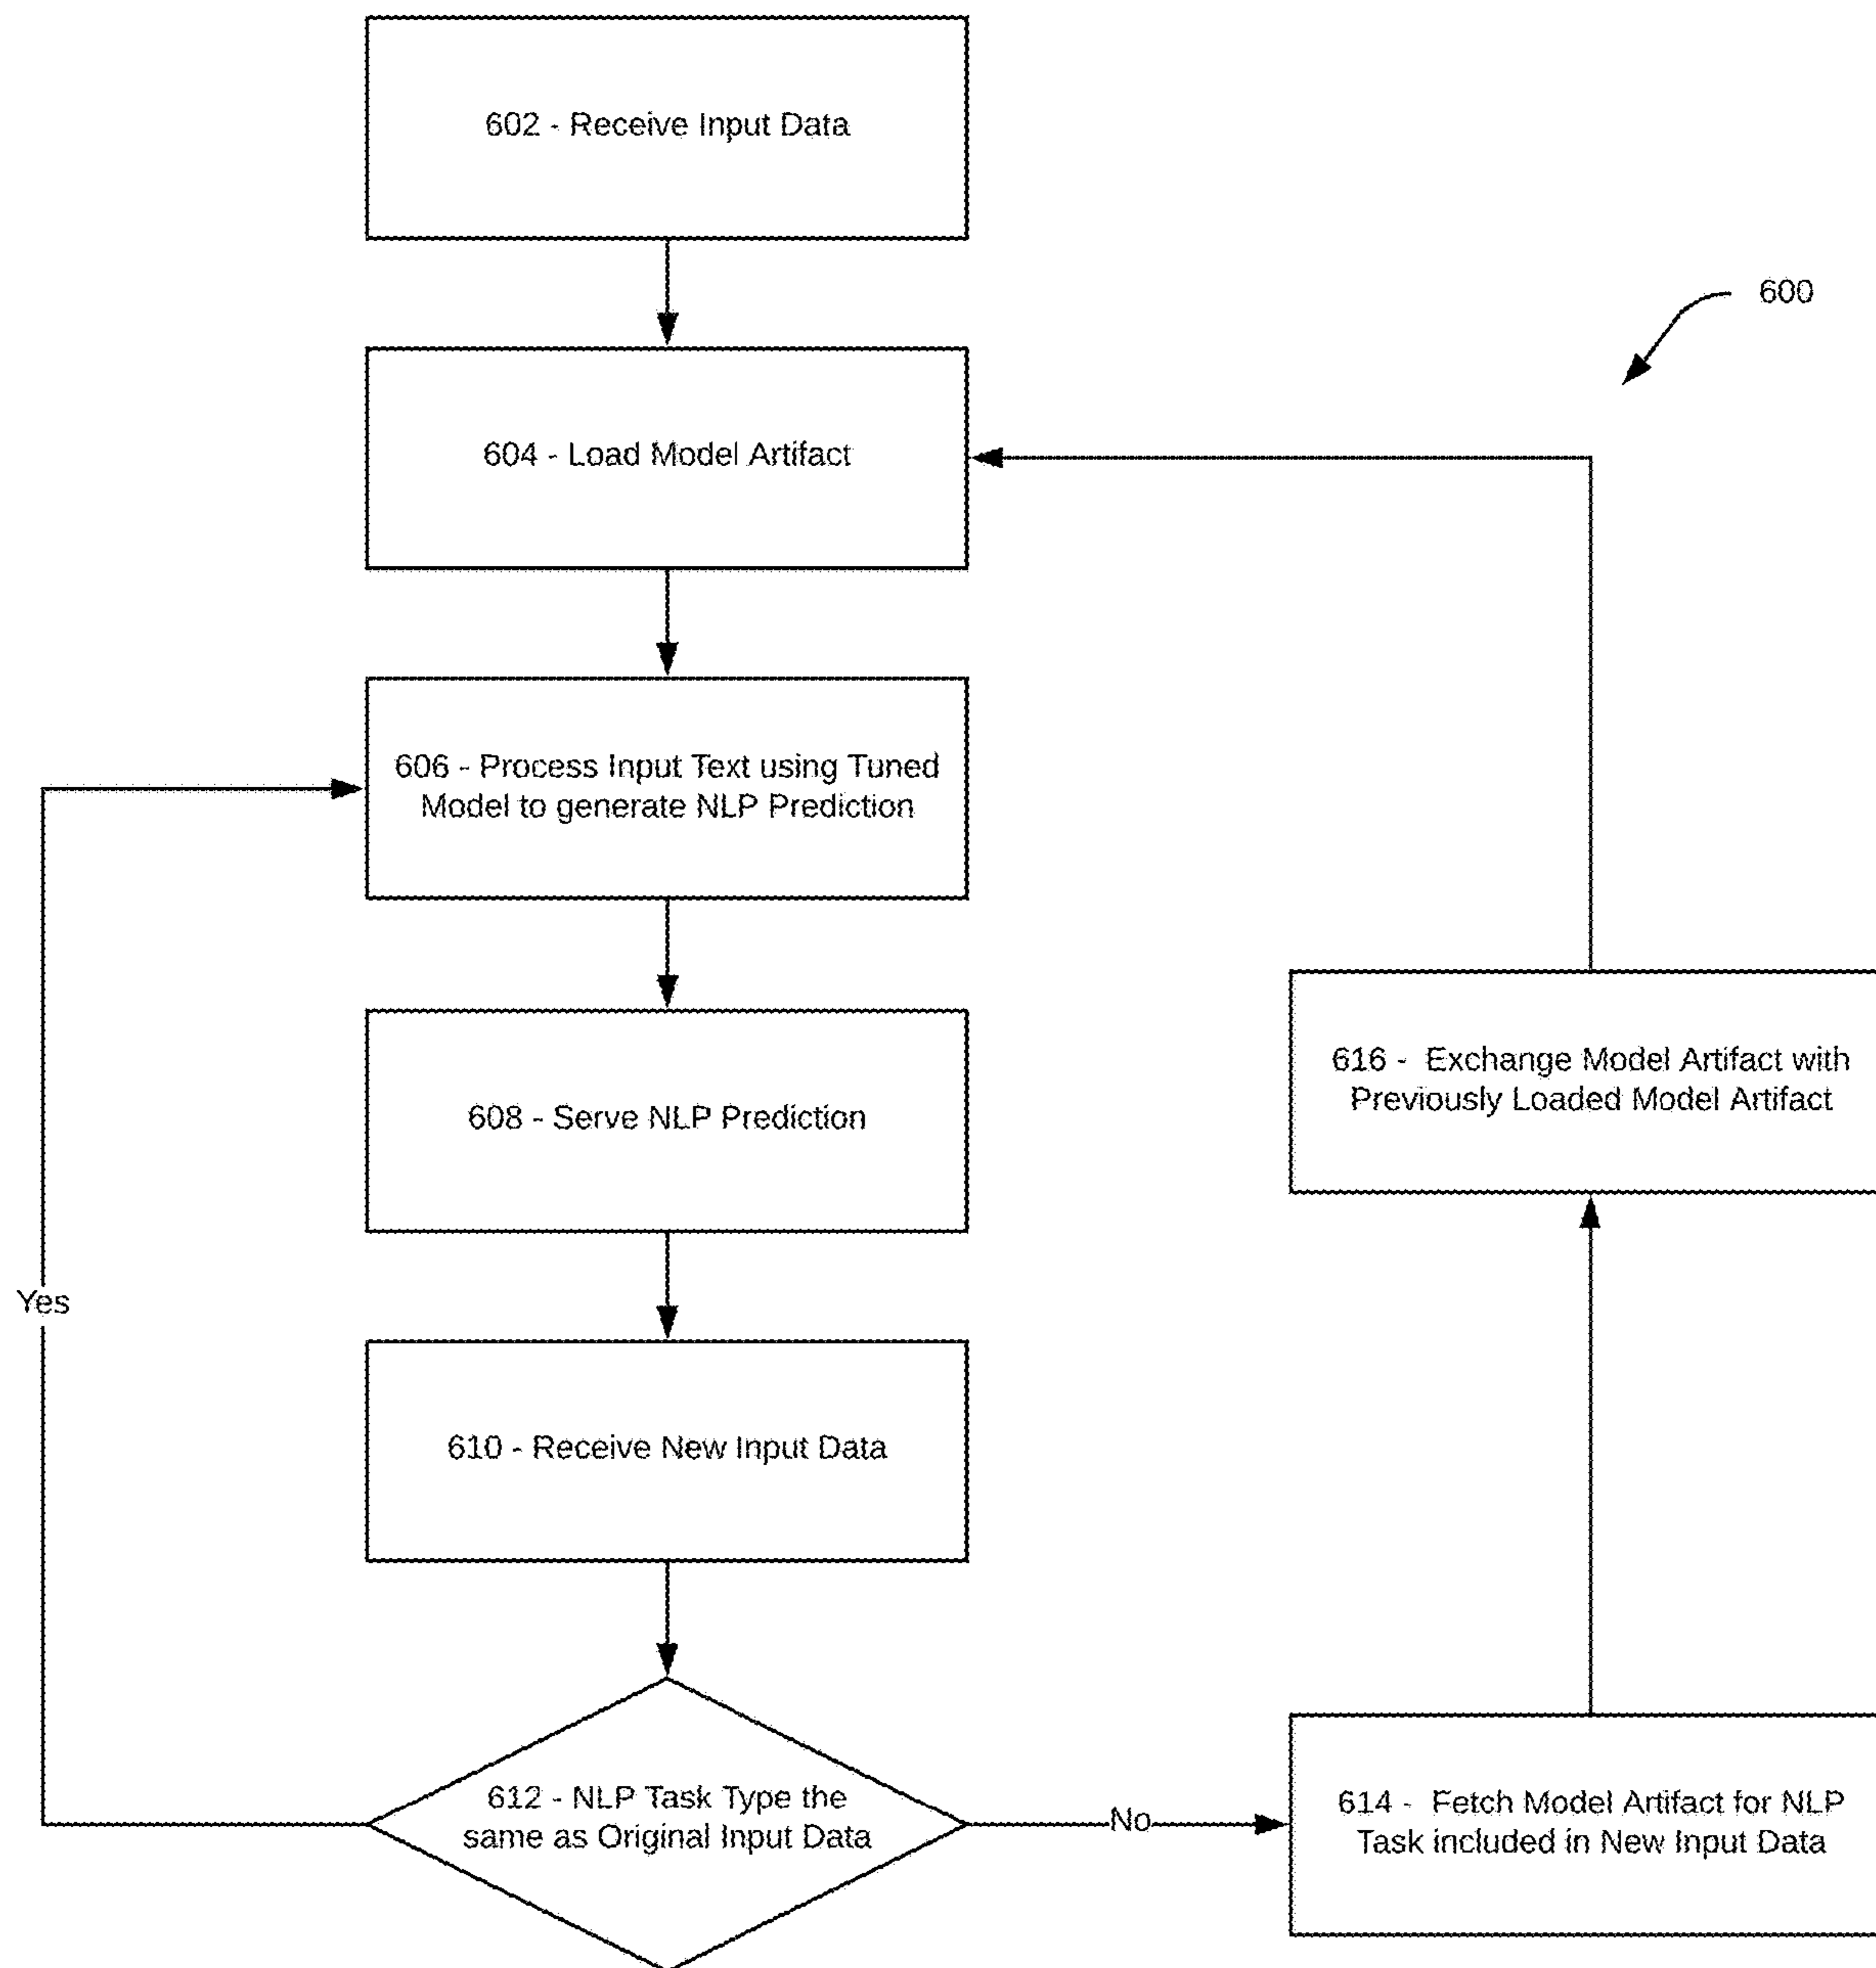 602 - Receive Input Data
600
604 - Load Model Artifact
606 - Process Input Text using Tuned
Model to generate NLP Prediction
608 - Serve NLP Prediction
616 - Exchange Model Artifact with
Previously Loaded Model Artifact
Yes
610 - Receive New Input Data
612 - NLP Task Type the
same as Original Input Data
No
614 - Fetch Model Artifact for NLP
Task included in New Input Data